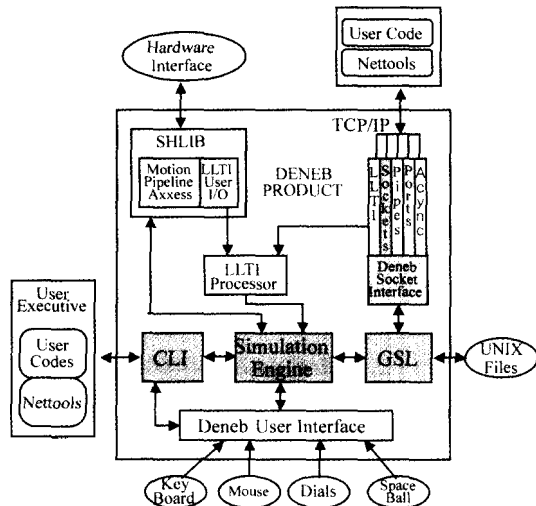 Hardware
Interface
User Code
Nettools
TCP/IP
SHLIB
Motion
Pipeline
Axxess
LLTI
User
I/O
DENEB
PRODUCT
LLTI
Sockets
Pipes
Ports
Async
Deneb
Socket
Interface
LLTI
Processor
User
Executive
User
Codes
Nettools
CLI
Simulation
Engine
GSL
UNIX
Files
Deneb User Interface
Key
Board
Mouse
Dials
Space
Ball